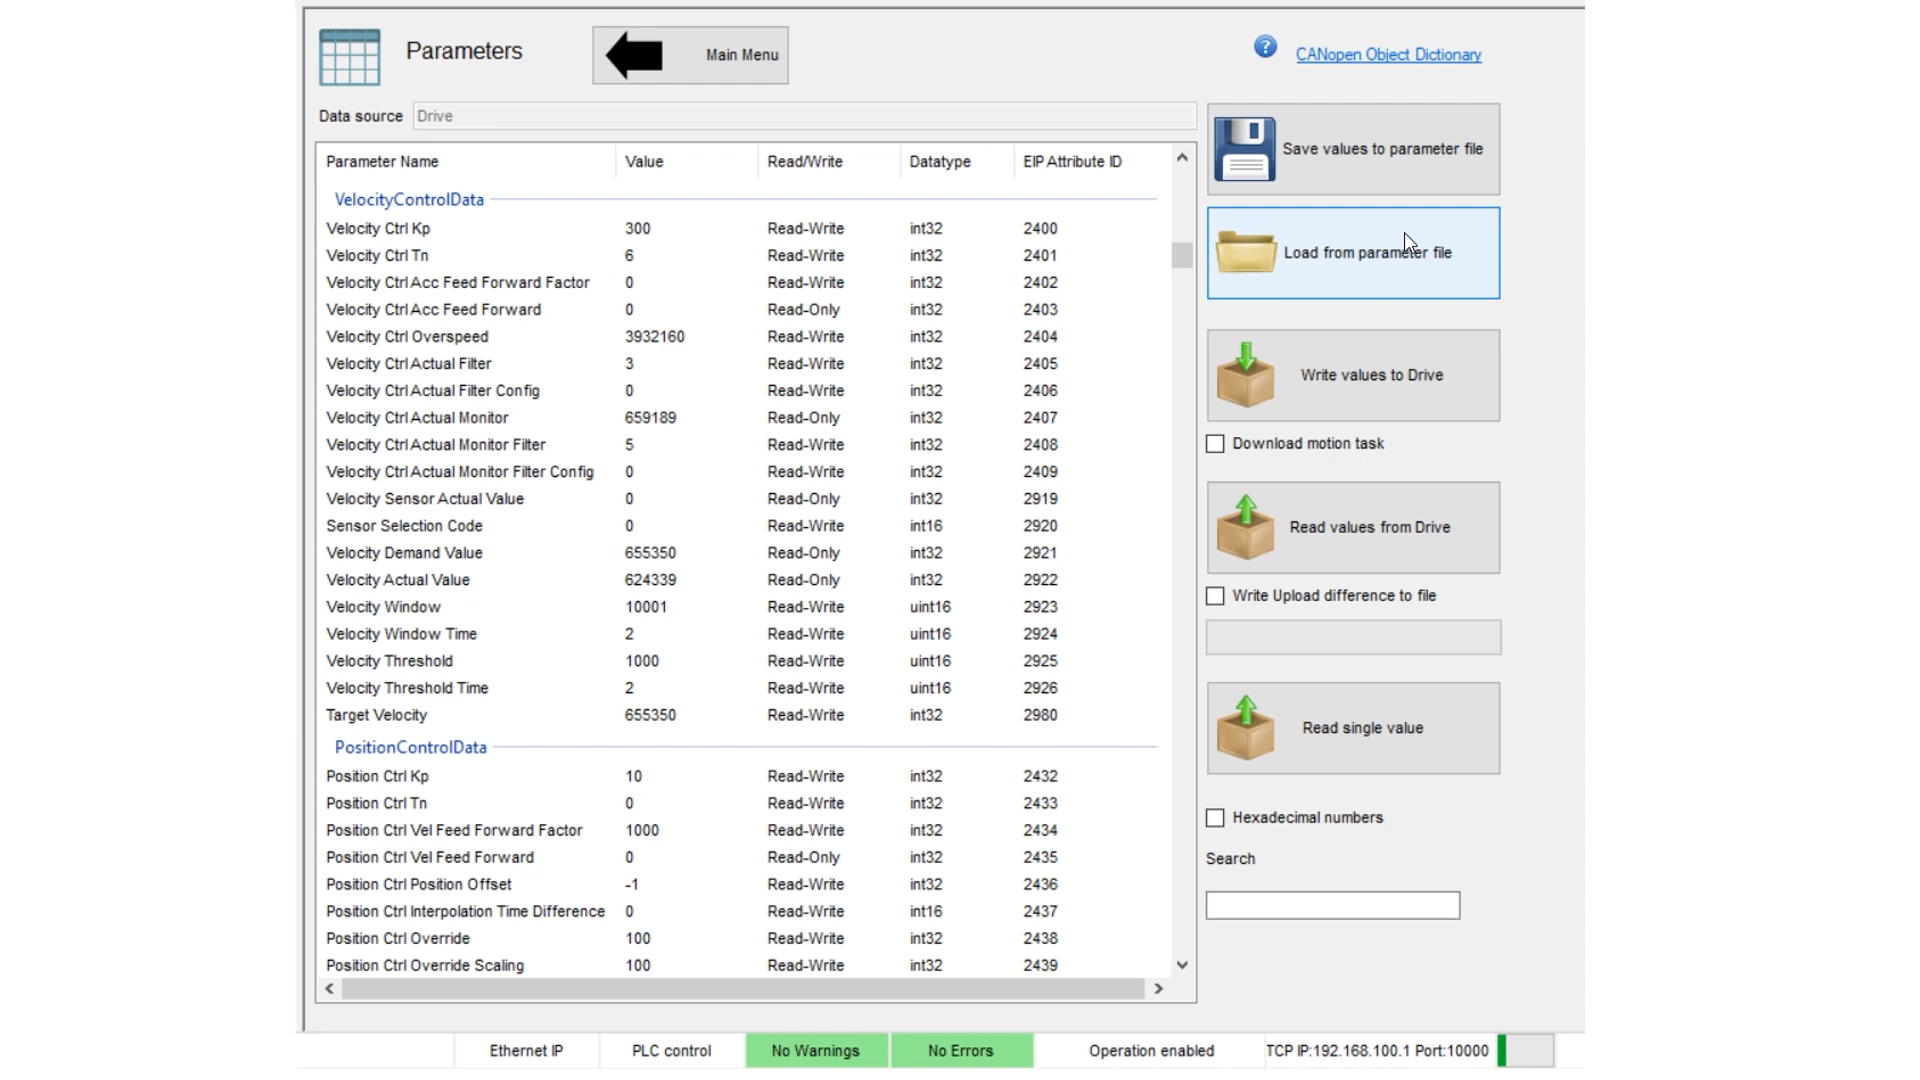 Parameters
Main Menu
CANopen Object Dictionary
Data source Drive
Parameter Name Value Read/Write Datatype EIP Attribute ID
VelocityControlData
Velocity Ctrl Kp 300 Read-Write int32 2400
Velocity Ctrl Tn 6 Read-Write int32 2401
Velocity Ctrl Acc Feed Forward Factor 0 Read-Write int32 2402
Velocity Ctrl Acc Feed Forward 0 Read-Only int32 2403
Velocity Ctrl Overspeed 3932160 Read-Write int32 2404
Velocity Ctrl Actual Filter 3 Read-Write int32 2405
Velocity Ctrl Actual Filter Config 0 Read-Write int32 2406
Velocity Ctrl Actual Monitor 659189 Read-Only int32 2407
Velocity Ctrl Actual Monitor Filter 5 Read-Write int32 2408
Velocity Ctrl Actual Monitor Filter Config 0 Read-Write int32 2409
Velocity Sensor Actual Value 0 Read-Only int32 2919
Sensor Selection Code 0 Read-Write int16 2920
Velocity Demand Value 655350 Read-Only int32 2921
Velocity Actual Value 624339 Read-Only int32 2922
Velocity Window 10001 Read-Write uint16 2923
Velocity Window Time 2 Read-Write uint16 2924
Velocity Threshold 1000 Read-Write uint16 2925
Velocity Threshold Time 2 Read-Write uint16 2926
Target Velocity 655350 Read-Write int32 2980
PositionControlData
Position Ctrl Kp 10 Read-Write int32 2432
Position Ctrl Tn 0 Read-Write int32 2433
Position Ctrl Vel Feed Forward Factor 1000 Read-Write int32 2434
Position Ctrl Vel Feed Forward 0 Read-Only int32 2435
Position Ctrl Position Offset -1 Read-Write int32 2436
Position Ctrl Interpolation Time Difference 0 Read-Write int16 2437
Position Ctrl Override 100 Read-Write int32 2438
Position Ctrl Override Scaling 100 Read-Write int32 2439
Save values to parameter file
Load from parameter file
Write values to Drive
Download motion task
Read values from Drive
Write Upload difference to file
Read single value
Hexadecimal numbers
Search
Ethernet IP PLC control No Warnings No Errors Operation enabled TCP IP:192.168.100.1 Port:10000